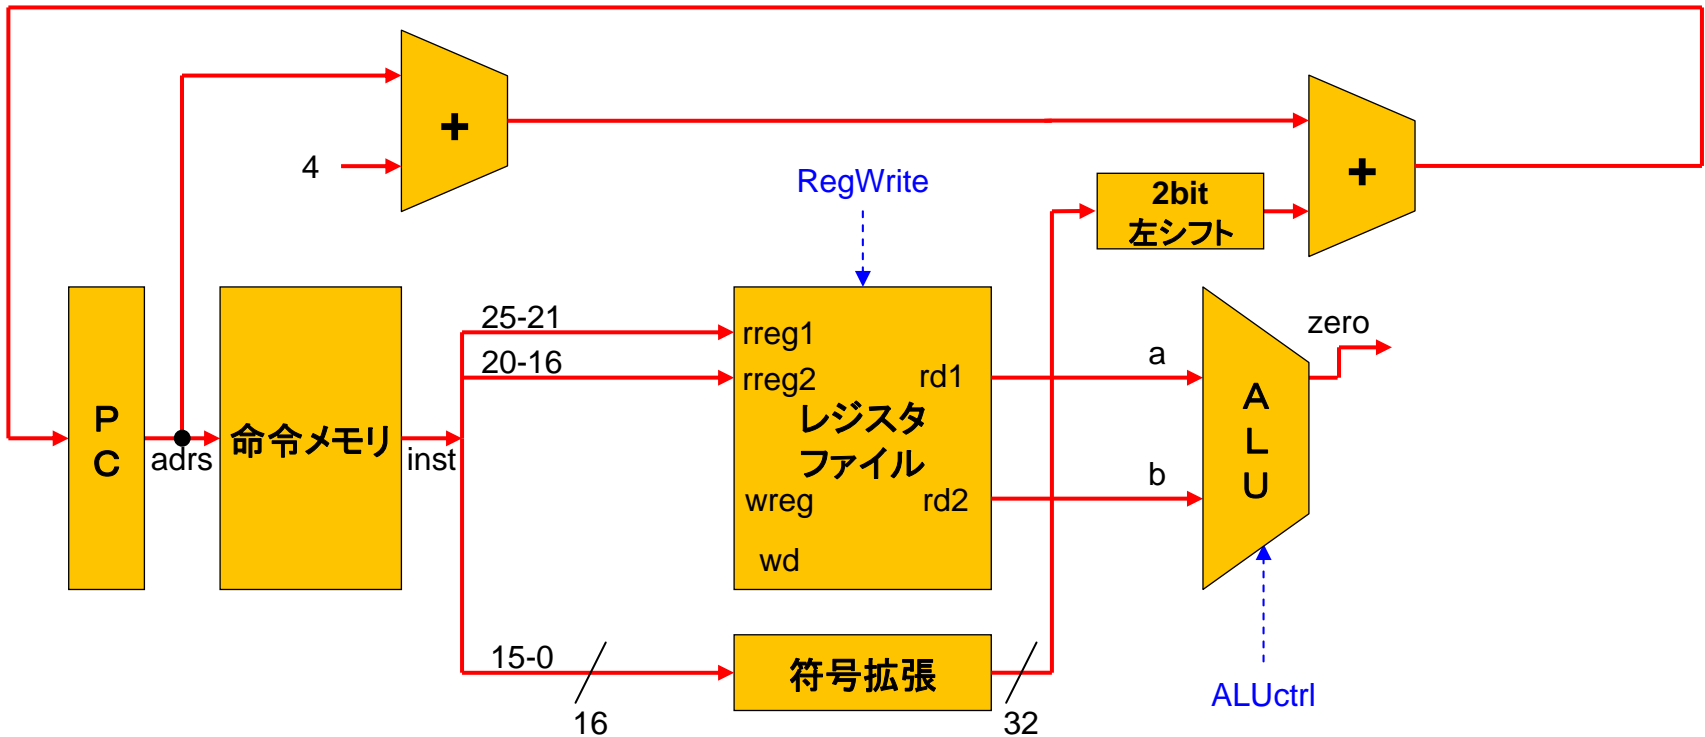 +
4
+
RegWrite
2bit
左シフト
PC
adrs
命令メモリ
inst
25-21
20-16
rreg1
rreg2
rd1
レジスタ
ファイル
wreg
rd2
wd
a
b
ALU
zero
15-0
16
符号拡張
32
ALUctrl